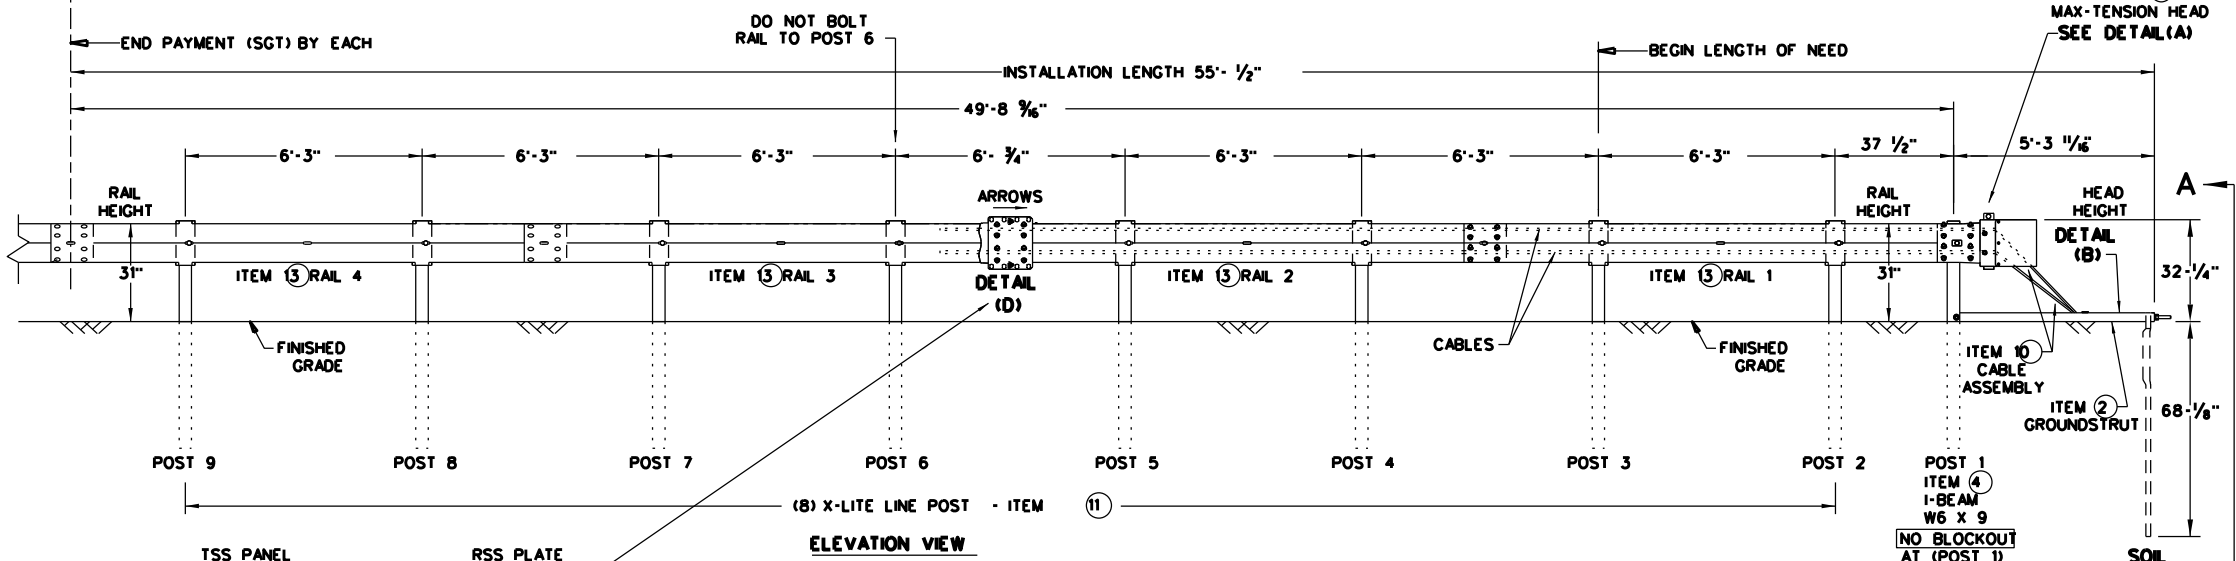 MAX-TENSION HEAD
SEE DETAIL(A)
DO NOT BOLT
RAIL TO POST 6
END PAYMENT (SGT) BY EACH
BEGIN LENGTH OF NEED
INSTALLATION LENGTH 55'- 1/2"
49'-8 9/16"
6'-3"
6'-3"
6'-3"
6'- 3/4"
6'-3"
6'-3"
6'-3"
37 1/2"
5'-3 11/16"
RAIL
HEIGHT
ARROWS
RAIL
HEIGHT
HEAD
HEIGHT
A
DETAIL
(B)
31"
ITEM 13 RAIL 4
ITEM 13 RAIL 3
DETAIL
(D)
ITEM 13 RAIL 2
ITEM 13 RAIL 1
31"
32-1/4"
FINISHED
GRADE
CABLES
FINISHED
GRADE
ITEM 10
CABLE
ASSEMBLY
ITEM 2
GROUNDSTRUT
68-1/8"
POST 9
POST 8
POST 7
POST 6
POST 5
POST 4
POST 3
POST 2
POST 1
ITEM 4
I-BEAM
W6 X 9
NO BLOCKOUT
AT (POST 1)
(8) X-LITE LINE POST - ITEM 11
ELEVATION VIEW
TSS PANEL
RSS PLATE
SOIL